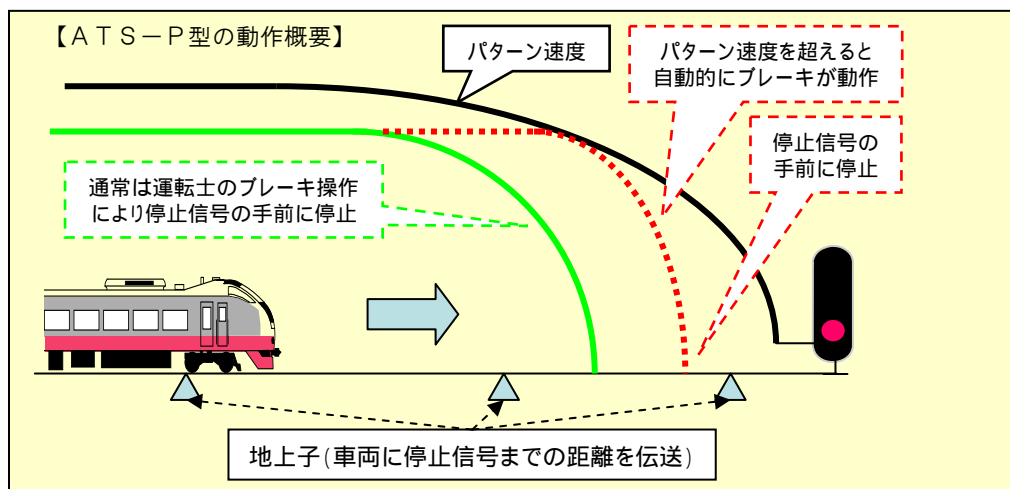 【ATS-P型の動作概要】
パターン速度
パターン速度を超えると
自動的にブレーキが動作
停止信号の
手前に停止
通常は運転士のブレーキ操作
により停止信号の手前に停止
地上子(車両に停止信号までの距離を伝送)